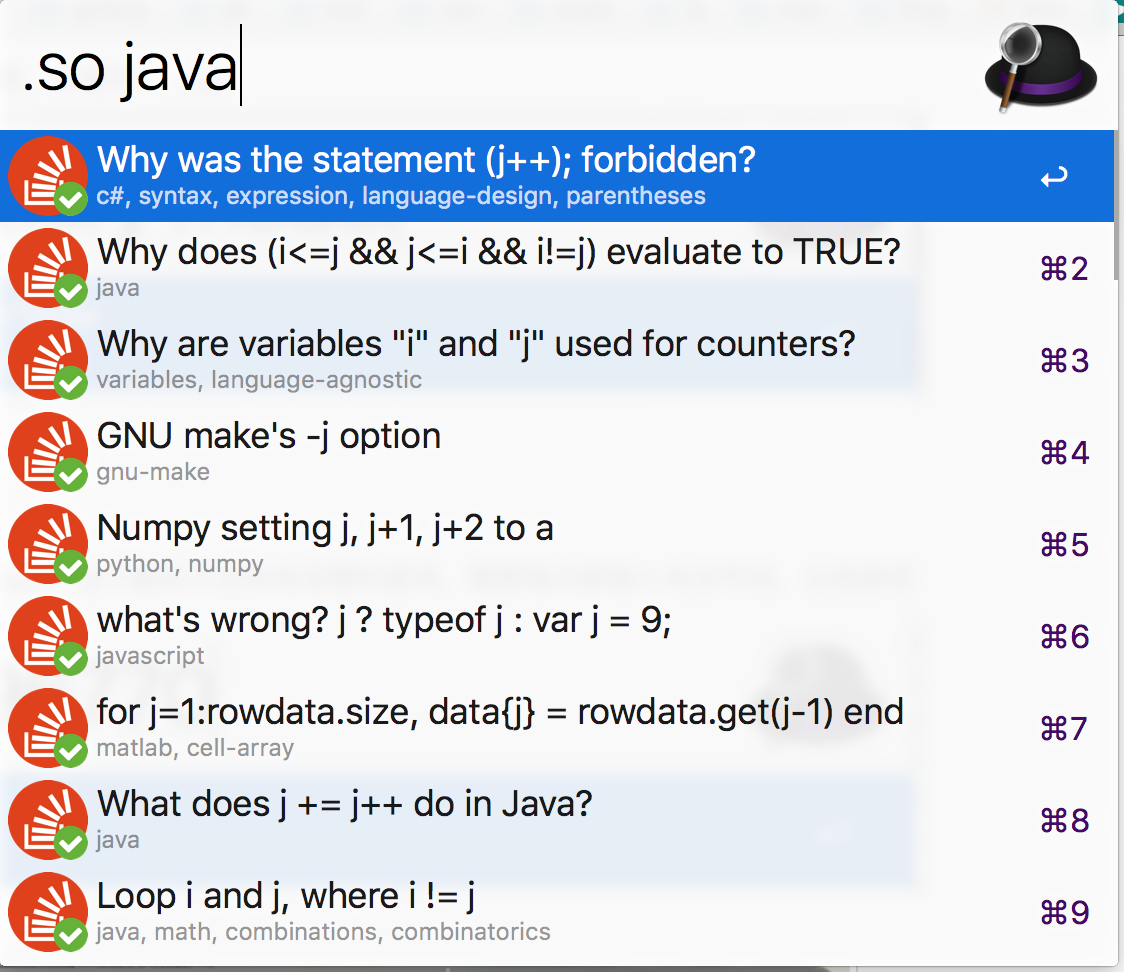 .so java
Why was the statement (j++); forbidden?
c#, syntax, expression, language-design, parentheses
Why does (i<=j && j<=i && i!=j) evaluate to TRUE?
⌘2
java
Why are variables "i" and "j" used for counters?
⌘3
variables, language-agnostic
GNU make's -j option
⌘4
gnu-make
Numpy setting j, j+1, j+2 to a
⌘5
python, numpy
what's wrong? j ? typeof j : var j = 9;
⌘6
javascript
for j=1:rowdata.size, data{j} = rowdata.get(j-1) end
⌘7
matlab, cell-array
What does j += j++ do in Java?
⌘8
java
Loop i and j, where i != j
⌘9
java, math, combinations, combinatorics